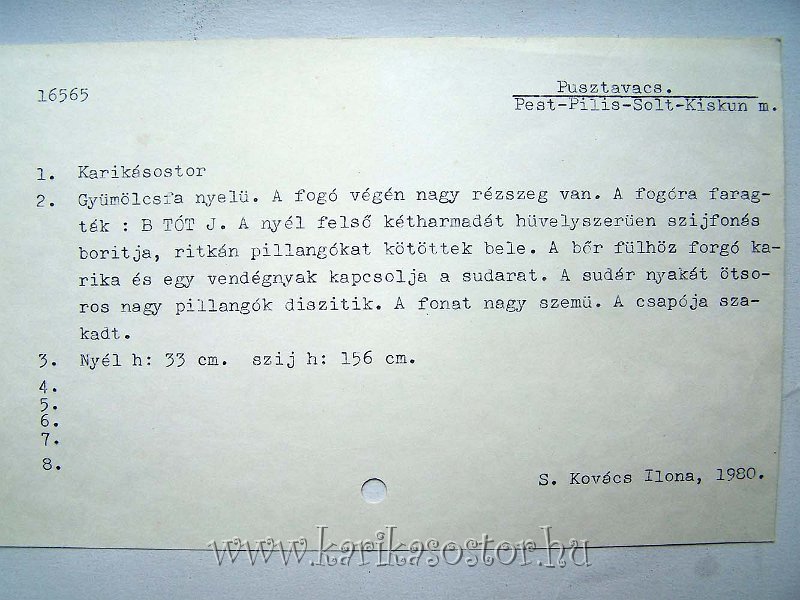 16565
Pusztavacs.
Pest-Pilis-Solt-Kiskun m.
1. Karikásostor
2. Gyümölcsfa nyelü. A fogó végén nagy rézszeg van. A fogóra farag-
ták : B TÓT J. A nyél felső kétharmadát hüvelyszerüen szijfonás
boritja, ritkán pillangókat kötöttek bele. A bőr fülhöz forgó ka-
rika és egy vendégnyak kapcsolja a sudarat. A sudár nyakát ötso-
ros nagy pillangók diszitik. A fonat nagy szemü. A csapója sza-
kadt.
3. Nyél h: 33 cm. szij h: 156 cm.
4.
5.
6.
7.
8.
S. Kovács Ilona, 1980.
www.karikasostor.hu